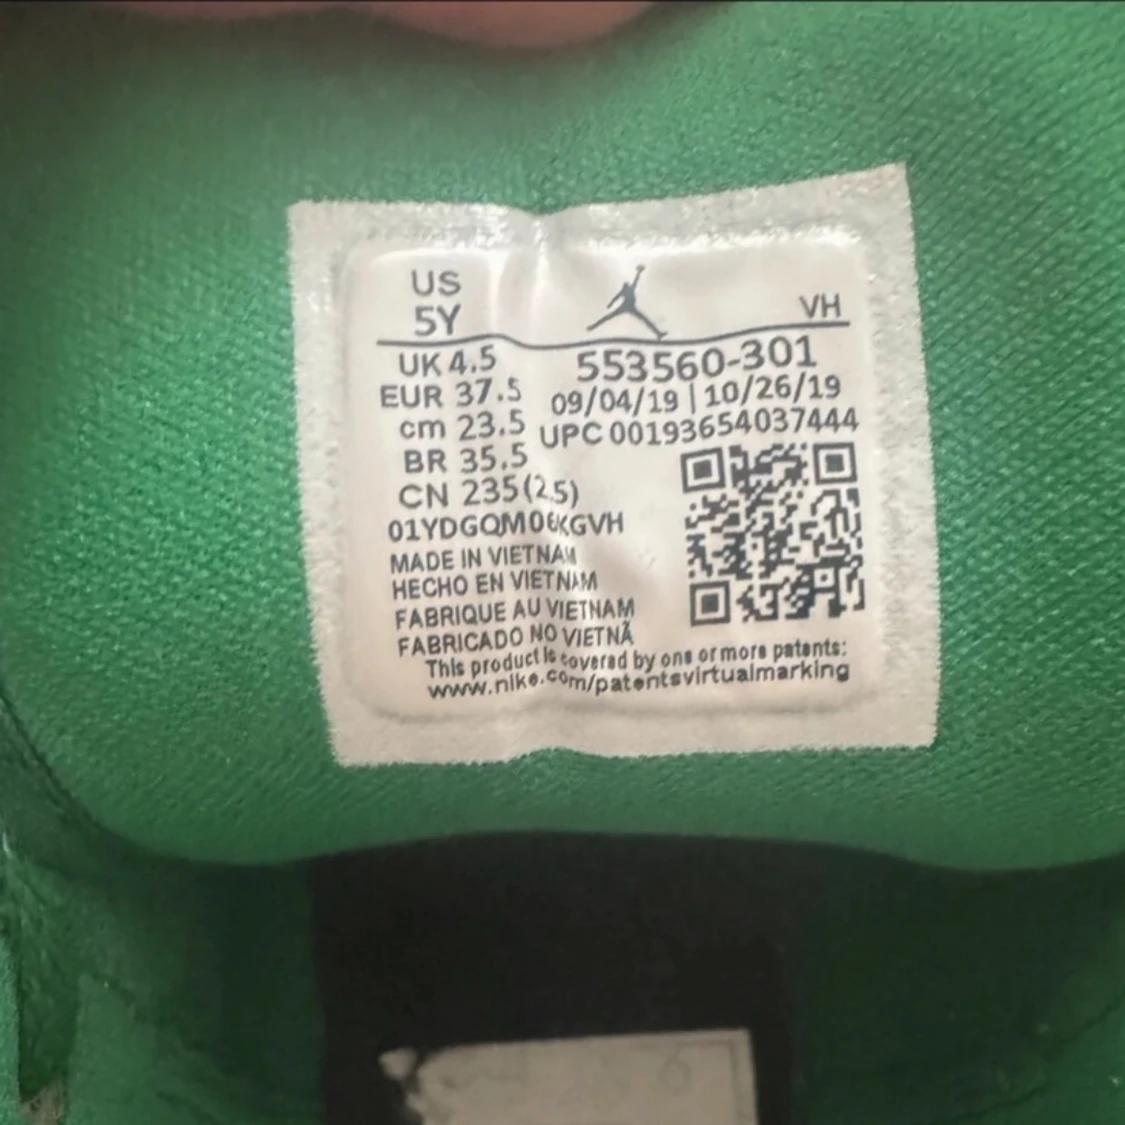 US
5Y
VH
UK 4.5
EUR 37.5
cm 23.5
BR 35.5
CN 235(2.5)
553560-301
09/04/19 | 10/26/19
UPC 00193654037444
MADE IN VIETNAM
HECHO EN VIETNAM
FABRIQUE AU VIETNAM
FABRICADO NO VIETNÃ
This product is covered by one or more patents:
www.nike.com/patentsvirtualmarking